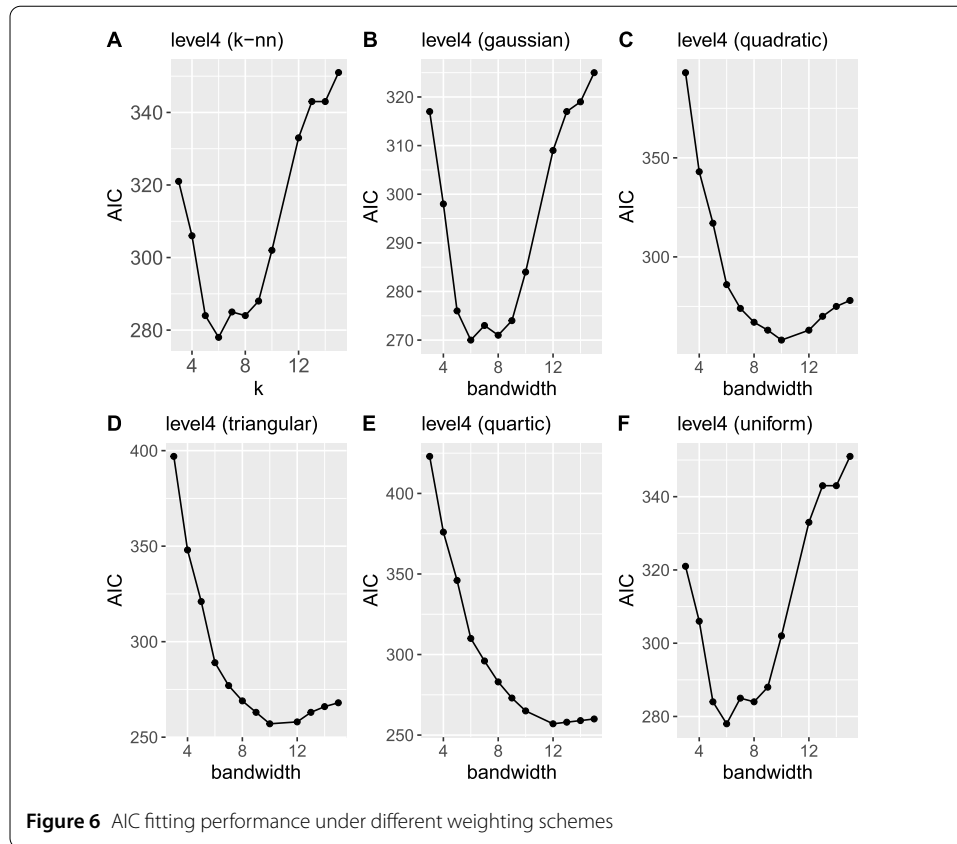 A level4 (k−nn)
B level4 (gaussian)
C level4 (quadratic)
AIC
340
320
300
280
4 8 12
k
AIC
320
310
300
290
280
270
4 8 12
bandwidth
AIC
350
300
4 8 12
bandwidth
D level4 (triangular)
E level4 (quartic)
F level4 (uniform)
AIC
400
350
300
250
4 8 12
bandwidth
AIC
400
350
300
250
4 8 12
bandwidth
AIC
340
320
300
280
4 8 12
bandwidth
Figure 6 AIC fitting performance under different weighting schemes